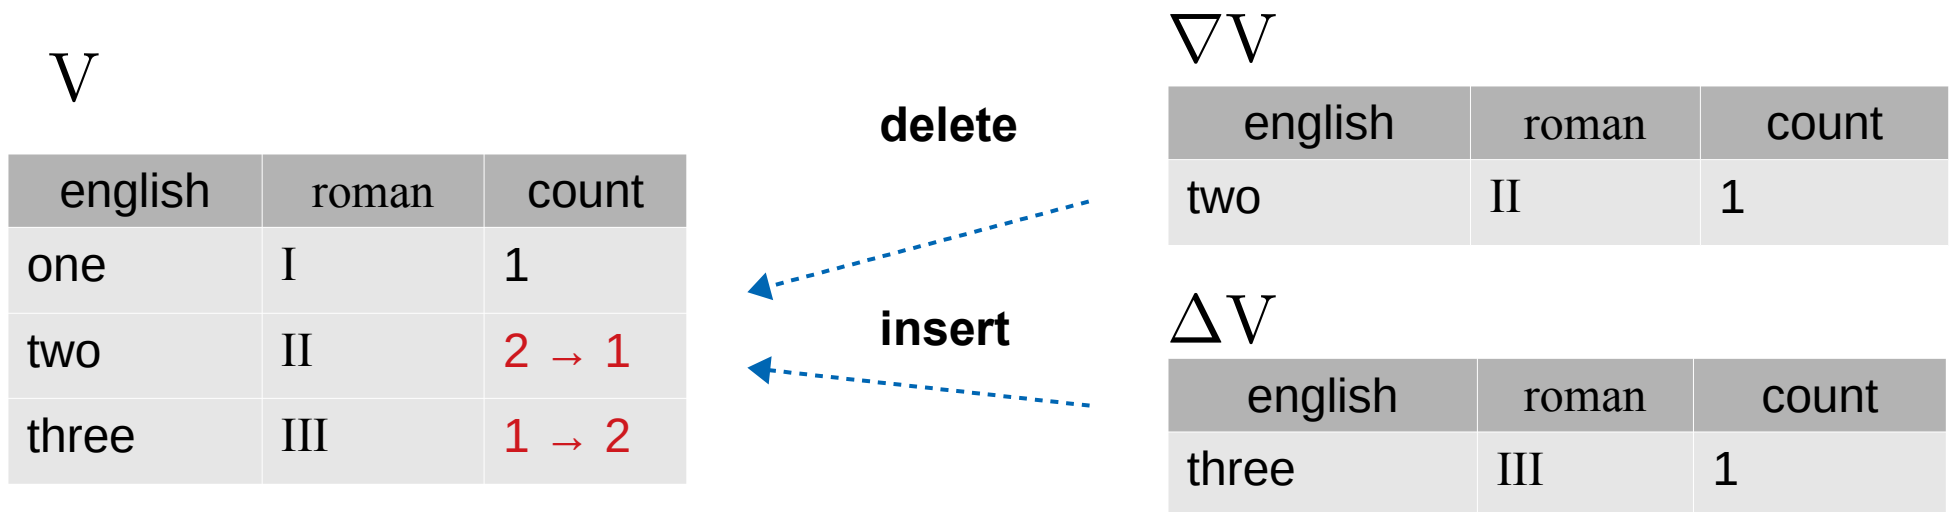 V
english roman count
one I 1
two II 2 → 1
three III 1 → 2
delete
insert
∇V
english roman count
two II 1
ΔV
english roman count
three III 1